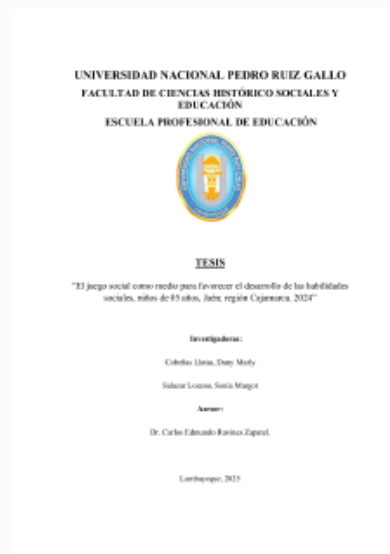 UNIVERSIDAD NACIONAL PEDRO RUIZ GALLO
FACULTAD DE CIENCIAS HISTÓRICO SOCIALES Y
EDUCACIÓN
ESCUELA PROFESIONAL DE EDUCACIÓN
TESIS
"El juego social como medio para favorecer el desarrollo de las habilidades
sociales, niños de 05 años, Jaén; región Cajamarca. 2024"
Investigadoras:
Dany Marly
Salazar Lozano, Sonia Margot
Asesor:
Dr. Carlos Edmundo Ravines Zapatel.
Lambayeque, 2025